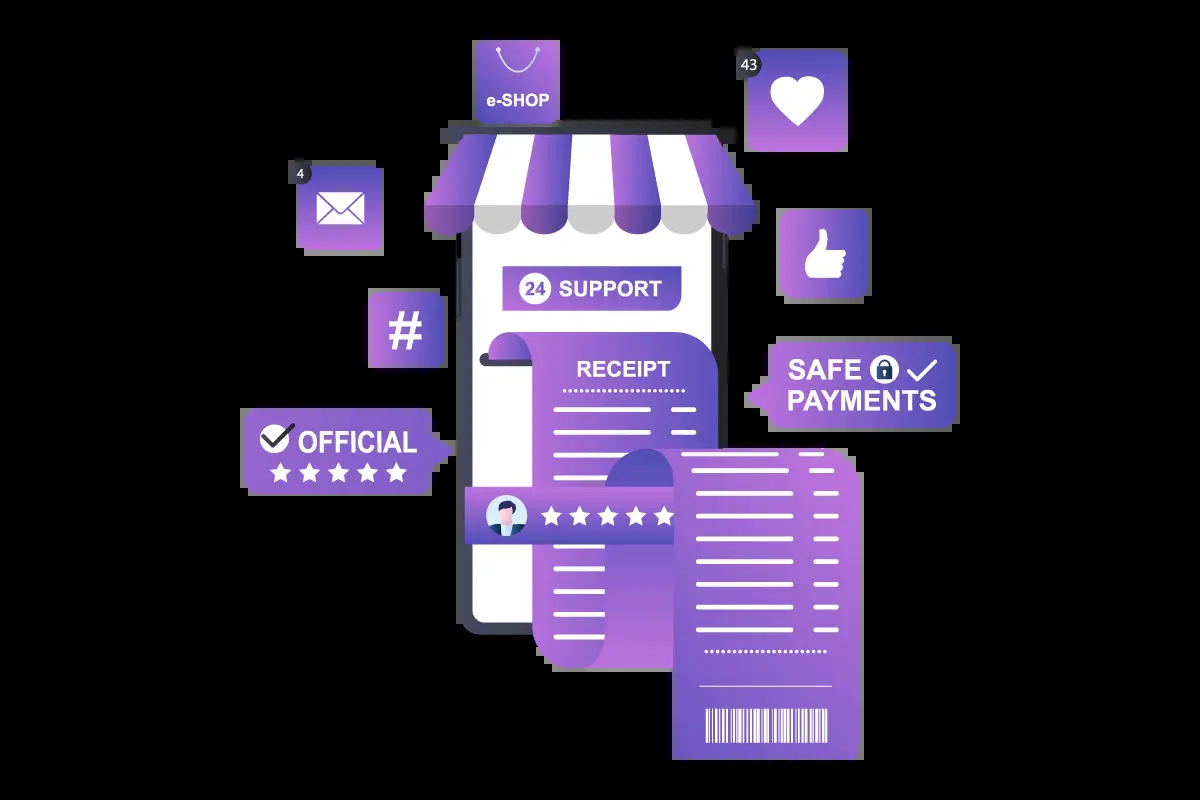 e-SHOP
43
4
24 SUPPORT
#
RECEIPT
SAFE
PAYMENTS
OFFICIAL